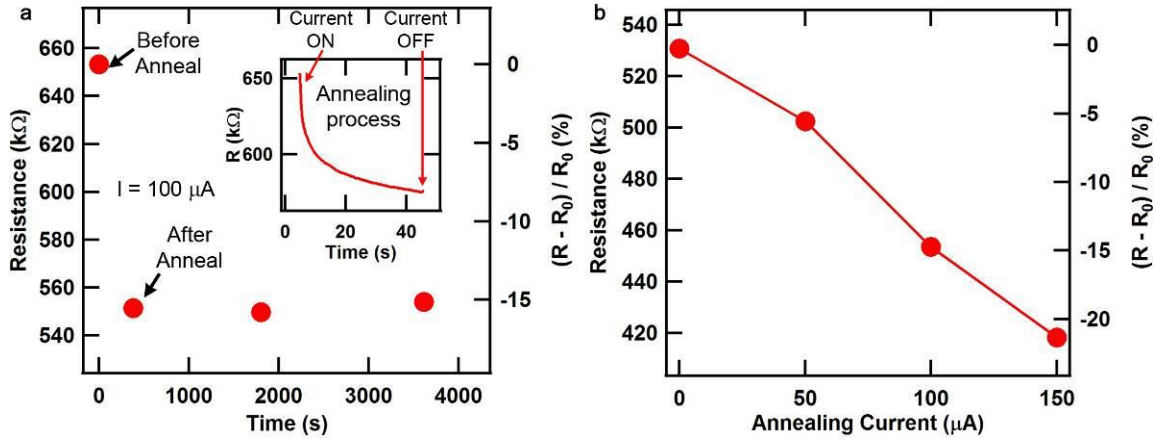 a
Resistance (kΩ)
660
640
620
600
580
560
540
Before
Anneal
I = 100 μA
After
Anneal
0
1000
2000
3000
4000
Time (s)
0
-5
-10
-15
(R - R₀) / R₀ (%)
Current
ON
Current
OFF
R (kΩ)
650
600
Annealing
process
0
20
40
Time (s)
b
Resistance (kΩ)
540
520
500
480
460
440
420
0
50
100
150
Annealing Current (μA)
0
-5
-10
-15
-20
(R - R₀) / R₀ (%)